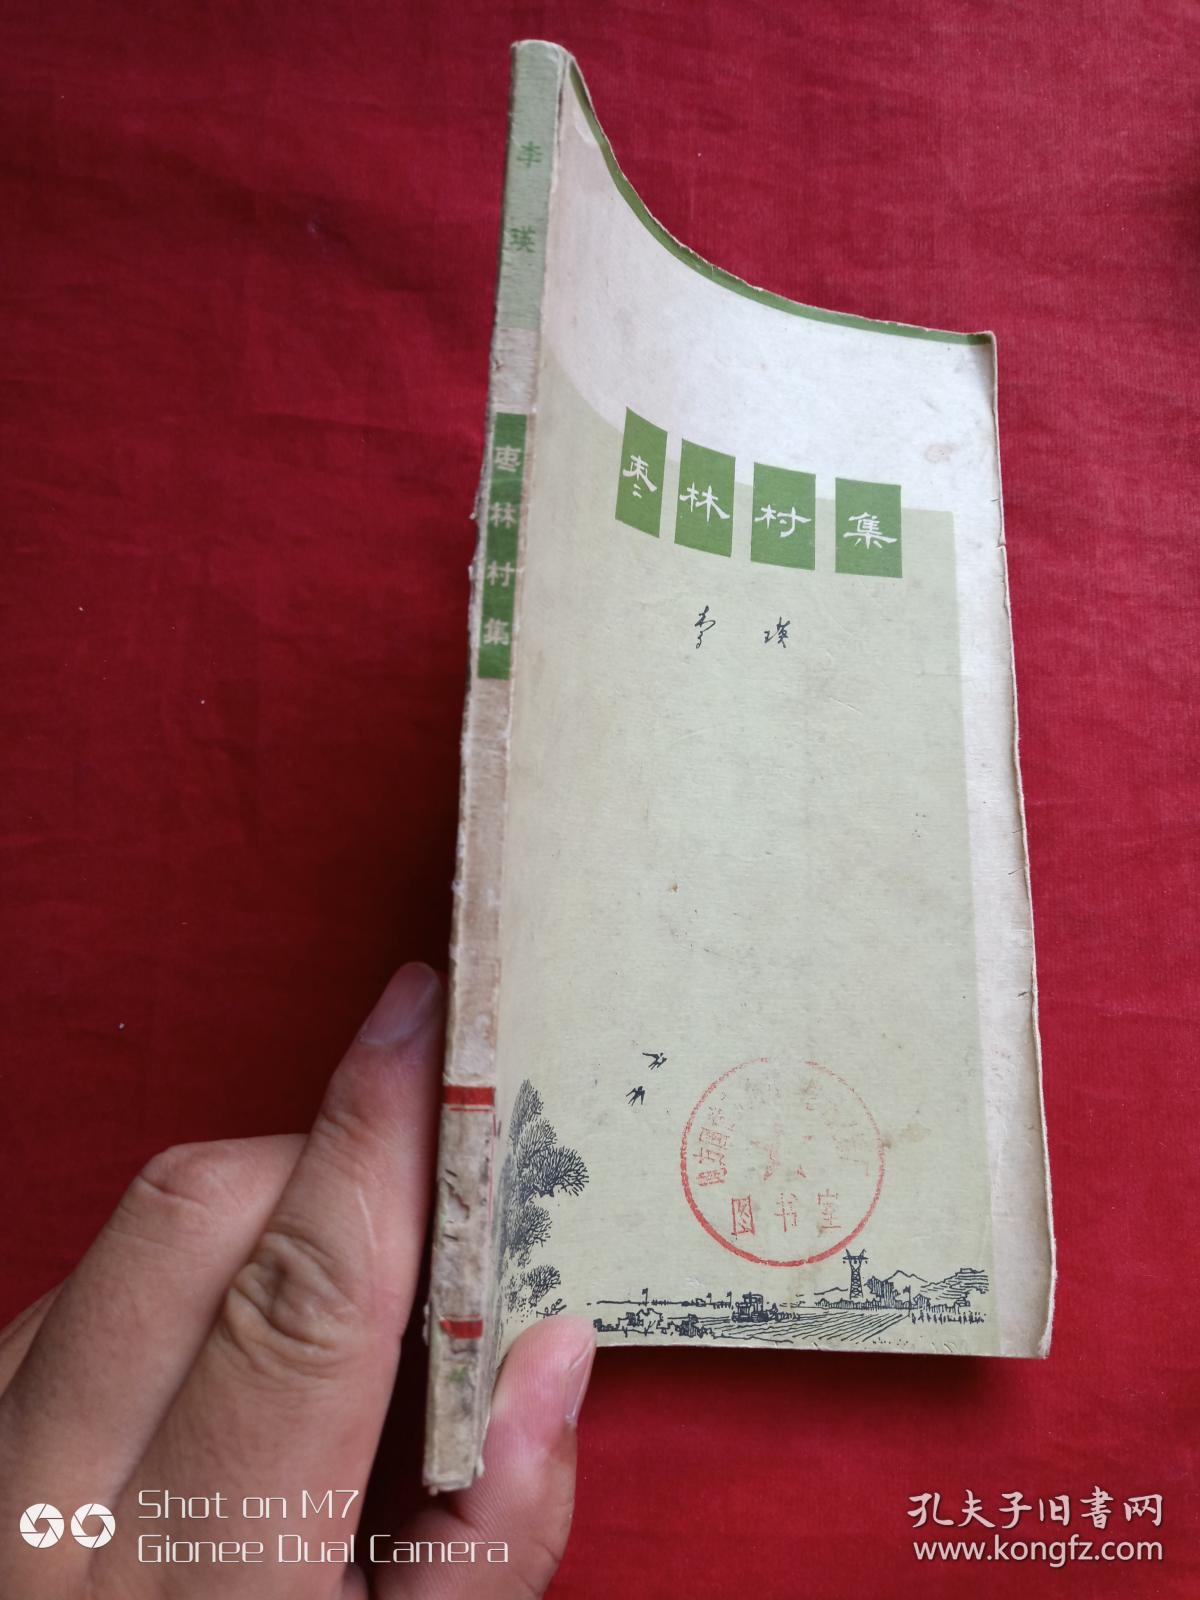 李瑛
枣林村集
枣林村集
李瑛
图书室
Shot on M7
Gionee Dual Camera
孔夫子旧書网
www.kongfz.com